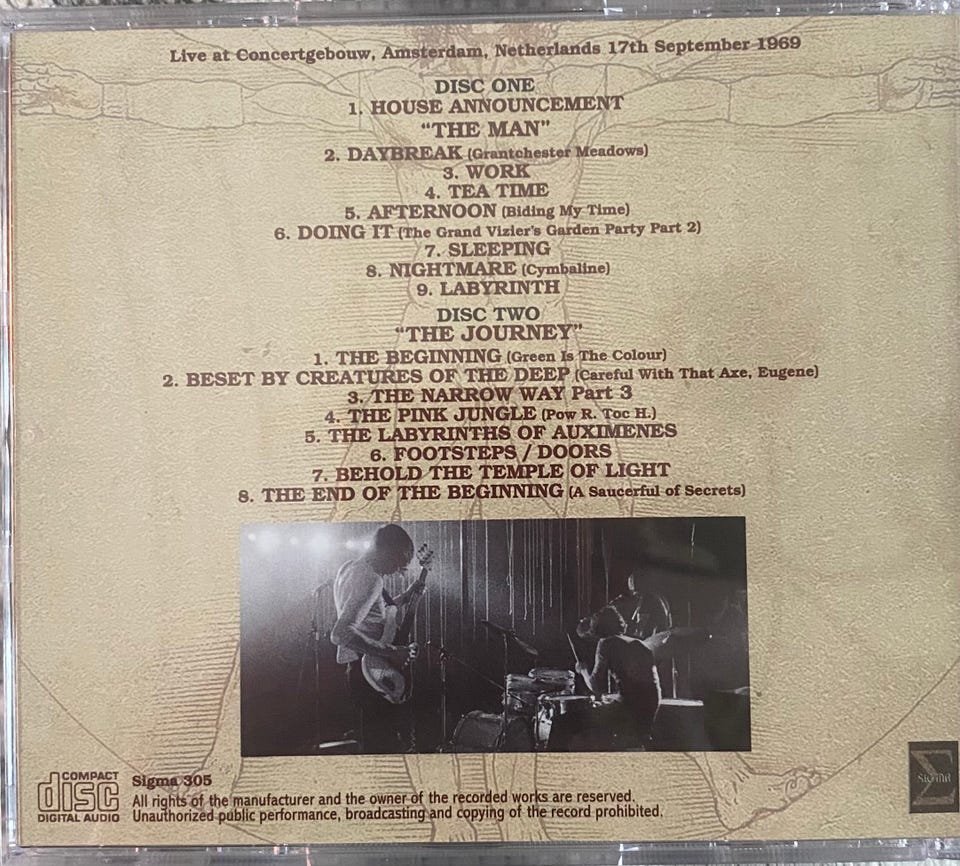 Live at Concertgebouw, Amsterdam, Netherlands 17th September 1969
DISC ONE
1. HOUSE ANNOUNCEMENT
“THE MAN”
2. DAYBREAK (Grantchester Meadows)
3. WORK
4. TEA TIME
5. AFTERNOON (Biding My Time)
6. DOING IT (The Grand Vizier's Garden Party Part 2)
7. SLEEPING
8. NIGHTMARE (Cymbaline)
9. LABYRINTH
DISC TWO
“THE JOURNEY”
1. THE BEGINNING (Green Is The Colour)
2. BESET BY CREATURES OF THE DEEP (Careful With That Axe, Eugene)
3. THE NARROW WAY Part 3
4. THE PINK JUNGLE (Pow R. Toc H.)
5. THE LABYRINTHS OF AUXIMENES
6. FOOTSTEPS / DOORS
7. BEHOLD THE TEMPLE OF LIGHT
8. THE END OF THE BEGINNING (A Saucerful of Secrets)
COMPACT
disc
DIGITAL AUDIO
Sigma 305
All rights of the manufacturer and the owner of the recorded works are reserved.
Unauthorized public performance, broadcasting and copying of the record prohibited.
Σ
SIGMA